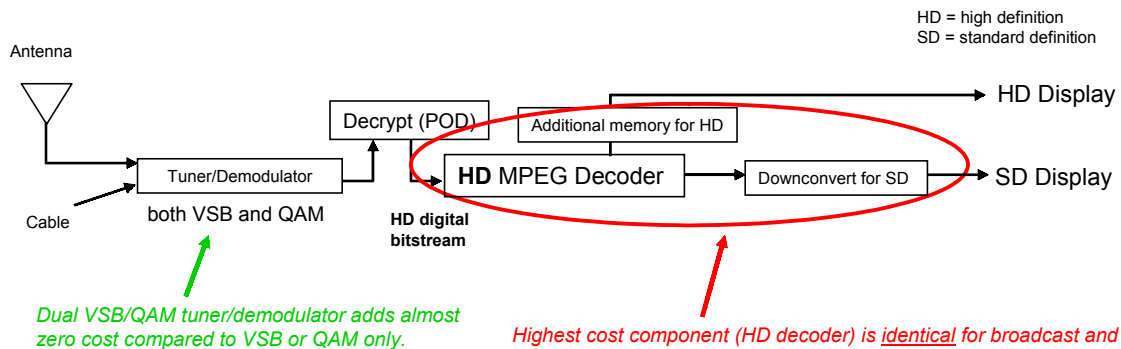 HD = high definition
SD = standard definition
Antenna
HD Display
Decrypt (POD)
Additional memory for HD
Tuner/Demodulator
HD MPEG Decoder
Downconvert for SD
SD Display
Cable
both VSB and QAM
HD digital
bitstream
Dual VSB/QAM tuner/demodulator adds almost
zero cost compared to VSB or QAM only.
Highest cost component (HD decoder) is identical for broadcast and